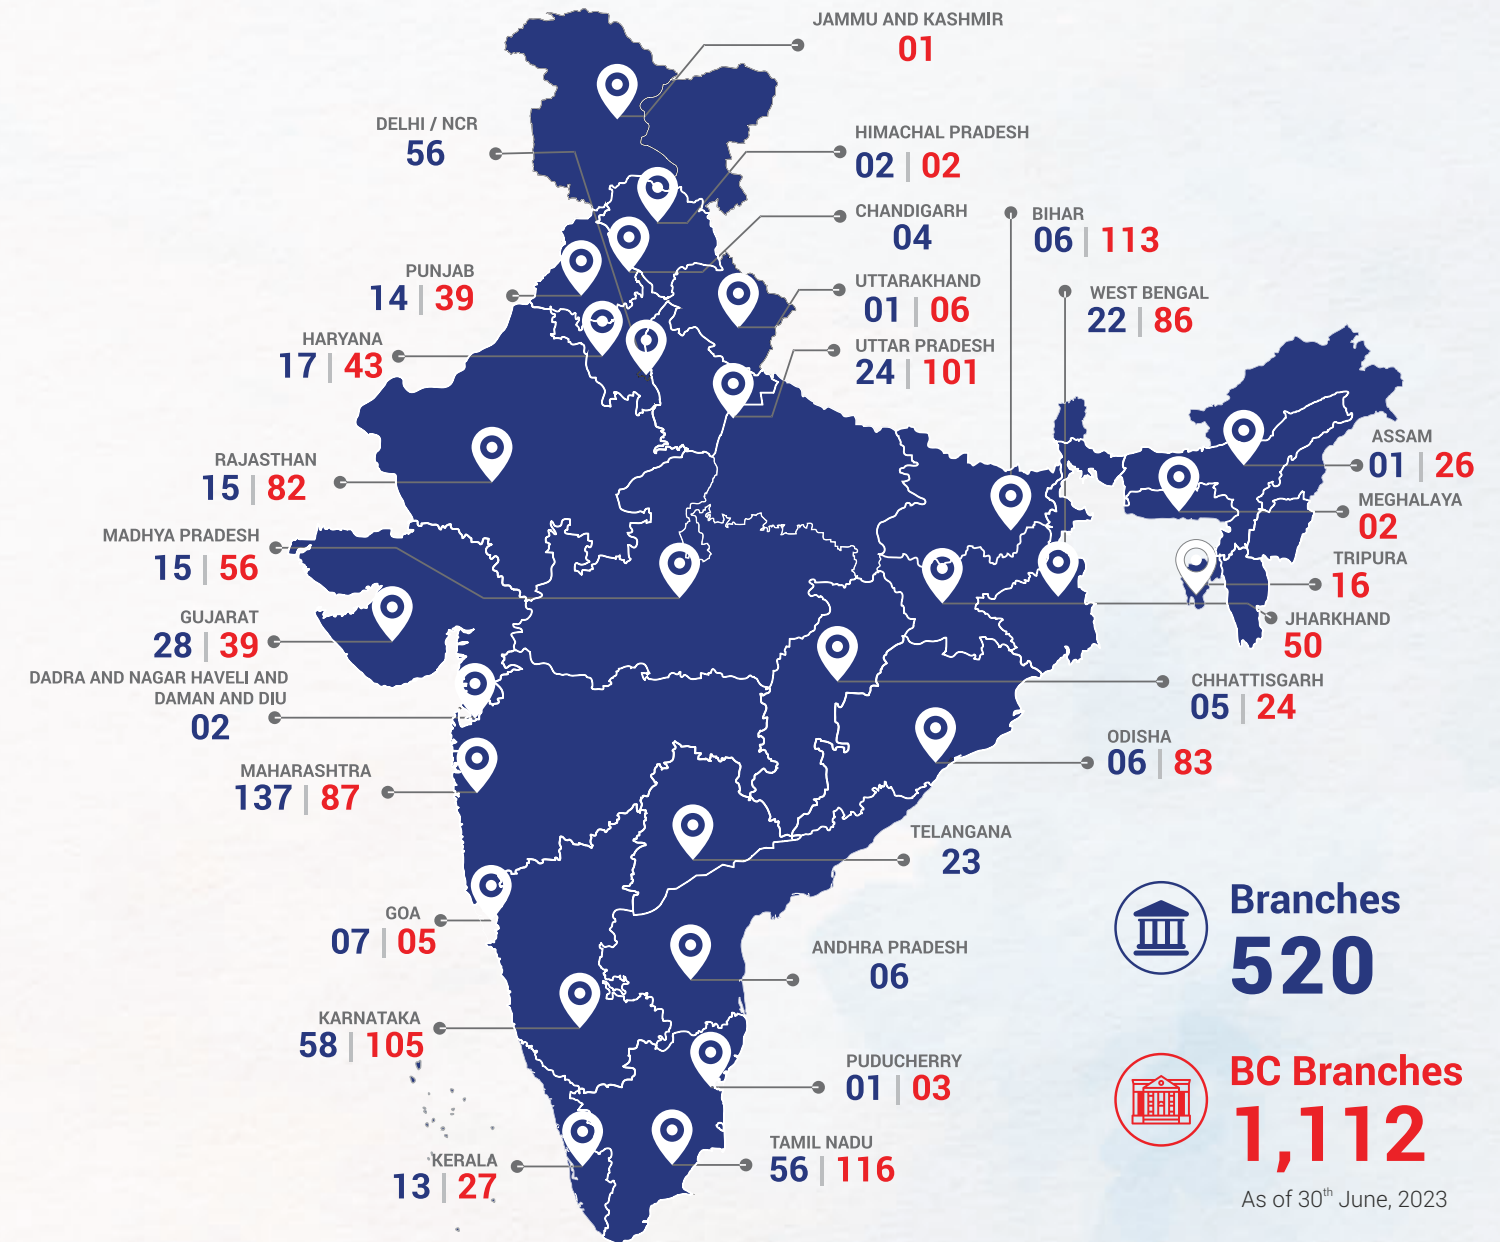 JAMMU AND KASHMIR
01
DELHI / NCR
56
HIMACHAL PRADESH
02 | 02
CHANDIGARH
04
BIHAR
06 | 113
PUNJAB
14 | 39
UTTARAKHAND
01 | 06
WEST BENGAL
22 | 86
HARYANA
17 | 43
UTTAR PRADESH
24 | 101
RAJASTHAN
15 | 82
ASSAM
01 | 26
MEGHALAYA
02
MADHYA PRADESH
15 | 56
TRIPURA
16
GUJARAT
28 | 39
JHARKHAND
50
DADRA AND NAGAR HAVELI AND
DAMAN AND DIU
02
CHHATTISGARH
05 | 24
ODISHA
06 | 83
MAHARASHTRA
137 | 87
TELANGANA
23
GOA
07 | 05
ANDHRA PRADESH
06
KARNATAKA
58 | 105
PUDUCHERRY
01 | 03
TAMIL NADU
56 | 116
KERALA
13 | 27
Branches
520
BC Branches
1,112
As of 30th June, 2023